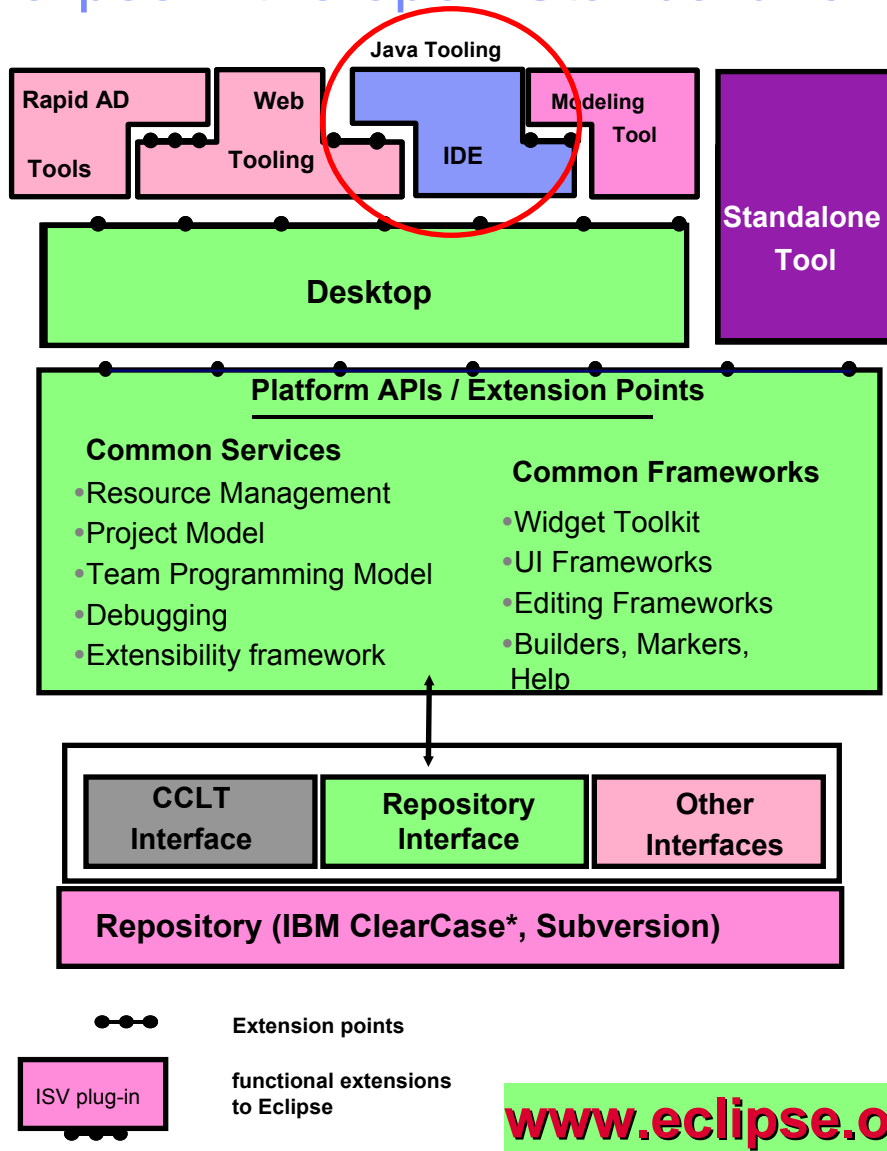 Java Tooling
Rapid AD
Tools
Web
Tooling
IDE
Modeling
Tool
Standalone
Tool
Desktop
Platform APIs / Extension Points
Common Services
•Resource Management
•Project Model
•Team Programming Model
•Debugging
•Extensibility framework
Common Frameworks
•Widget Toolkit
•UI Frameworks
•Editing Frameworks
•Builders, Markers,
Help
CCLT
Interface
Repository
Interface
Other
Interfaces
Repository (IBM ClearCase*, Subversion)
Extension points
ISV plug-in
functional extensions
to Eclipse
www.eclipse.o